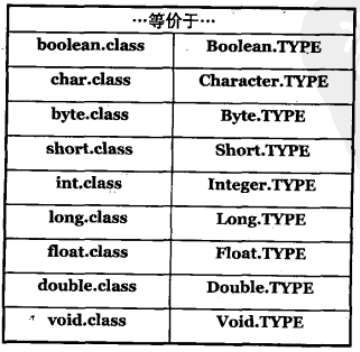 …等价于…
boolean.class Boolean.TYPE
char.class Character.TYPE
byte.class Byte.TYPE
short.class Short.TYPE
int.class Integer.TYPE
long.class Long.TYPE
float.class Float.TYPE
double.class Double.TYPE
void.class Void.TYPE